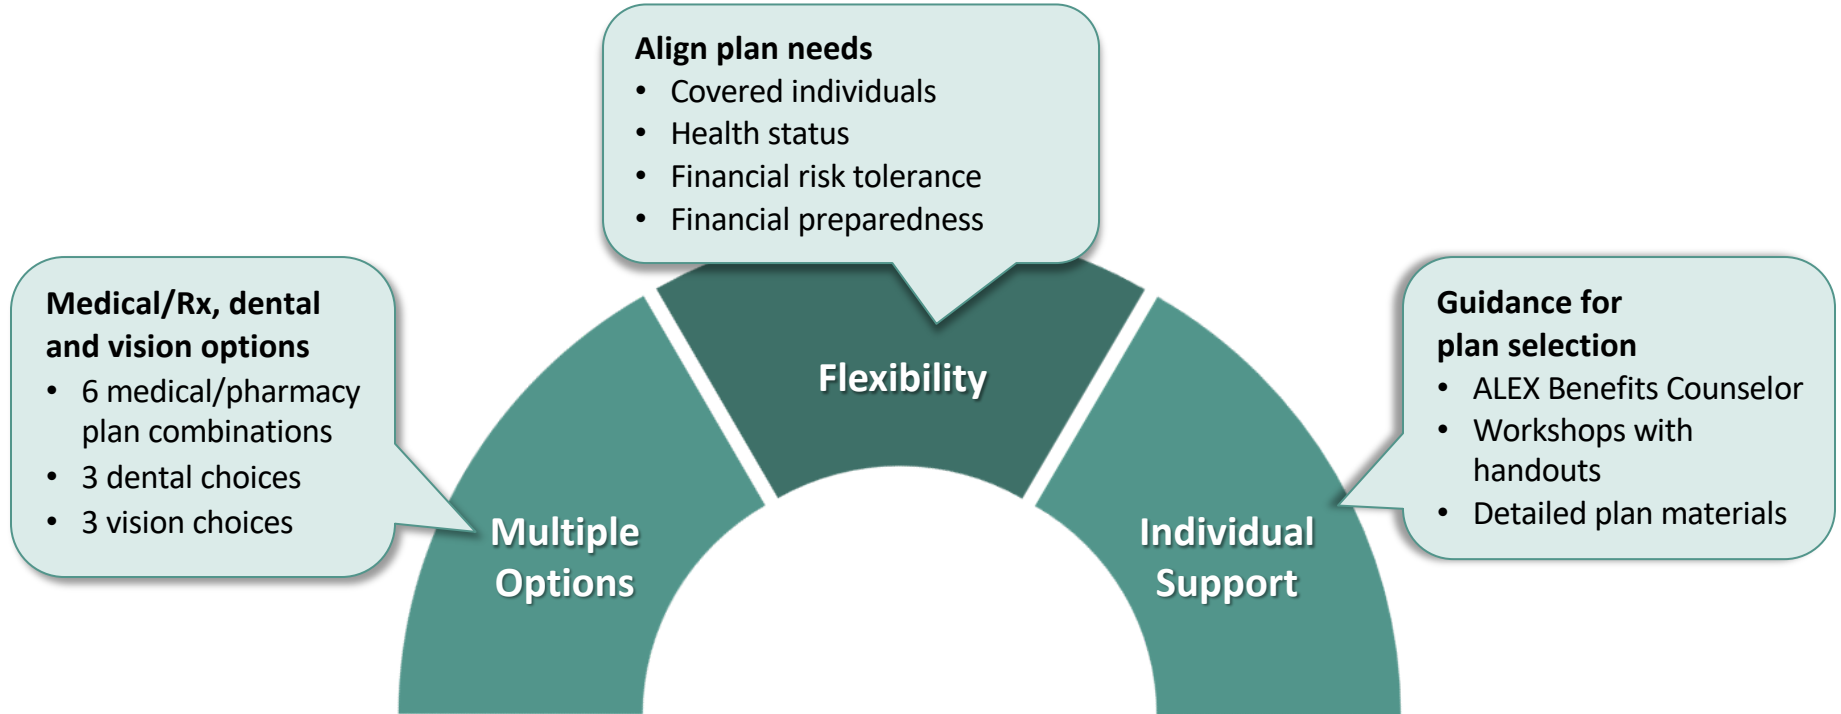 Align plan needs
• Covered individuals
• Health status
• Financial risk tolerance
• Financial preparedness
Medical/Rx, dental
and vision options
• 6 medical/pharmacy
plan combinations
• 3 dental choices
• 3 vision choices
Guidance for
plan selection
• ALEX Benefits Counselor
• Workshops with
handouts
• Detailed plan materials
Flexibility
Multiple
Options
Individual
Support